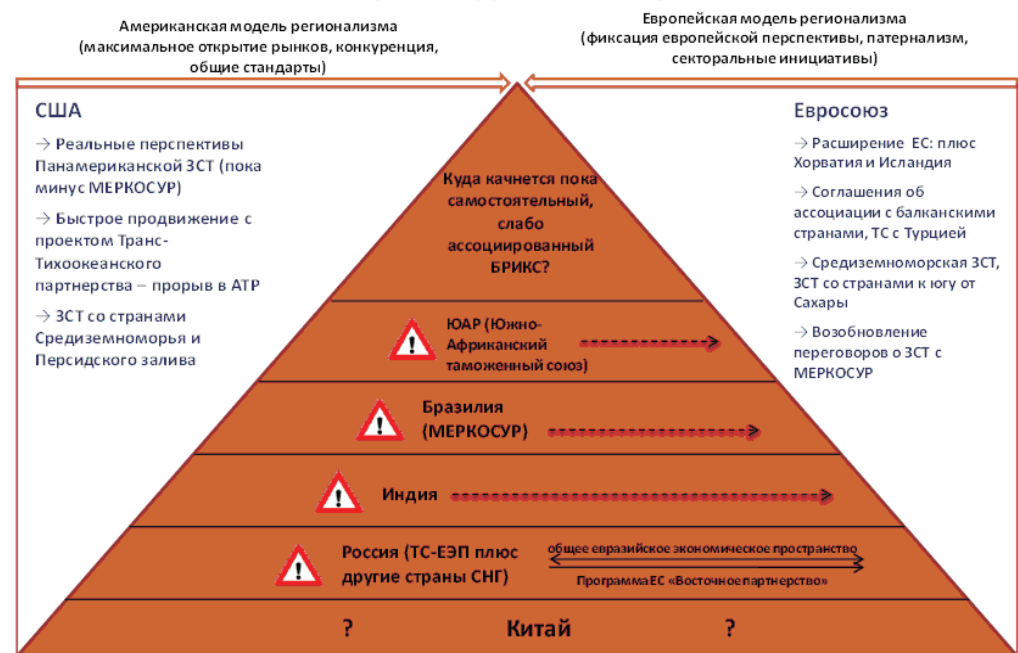 Американская модель регионализма
(максимальное открытие рынков, конкуренция,
общие стандарты)
Европейская модель регионализма
(фиксация европейской перспективы, патернализм,
секторальные инициативы)
США
→ Реальные перспективы
Панамериканской ЗСТ (пока
минус МЕРКОСУР)
→ Быстрое продвижение с
проектом Транс-
Тихоокеанского
партнерства – прорыв в АТР
→ ЗСТ со странами
Средиземноморья и
Персидского залива
Куда качнется пока
самостоятельный,
слабо
ассоциированный
БРИКС?
Евросоюз
→ Расширение ЕС: плюс
Хорватия и Исландия
→ Соглашения об
ассоциации с балканскими
странами, ТС с Турцией
→ Средиземноморская ЗСТ,
ЗСТ со странами к югу от
Сахары
→ Возобновление
переговоров о ЗСТ с
МЕРКОСУР
ЮАР (Южно-
Африканский
таможенный союз)
Бразилия
(МЕРКОСУР)
Индия
Россия (ТС-ЕЭП плюс
другие страны СНГ)
общее евразийское экономическое пространство
Программа ЕС «Восточное партнерство»
? Китай ?